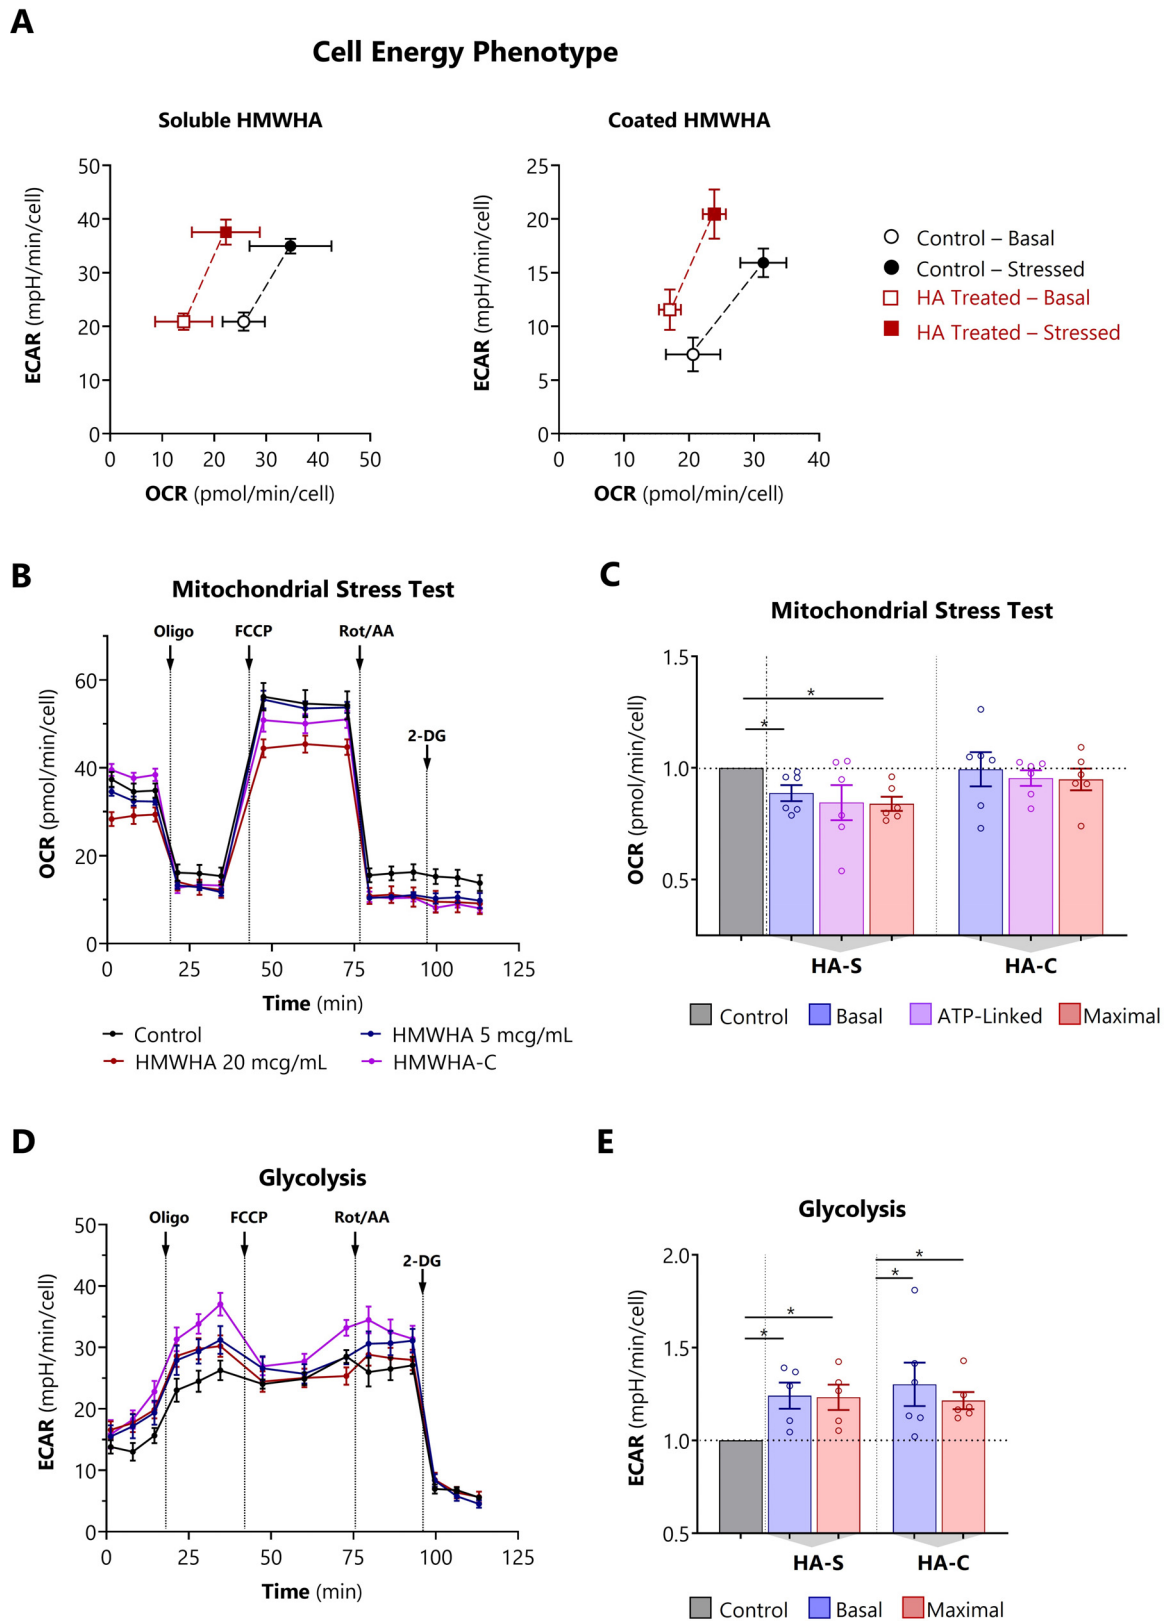 A
Cell Energy Phenotype
Soluble HMWHA
Coated HMWHA
50
40
30
20
10
0
ECAR (mpH/min/cell)
0 10 20 30 40 50
OCR (pmol/min/cell)
25
20
15
10
5
0
ECAR (mpH/min/cell)
0 10 20 30 40
OCR (pmol/min/cell)
Control – Basal
Control – Stressed
HA Treated – Basal
HA Treated – Stressed
B
Mitochondrial Stress Test
Oligo FCCP Rot/AA
2-DG
60
40
20
0
OCR (pmol/min/cell)
0 25 50 75 100 125
Time (min)
Control
HMWHA 5 mcg/mL
HMWHA 20 mcg/mL
HMWHA-C
C
Mitochondrial Stress Test
1.5
1.0
0.5
OCR (pmol/min/cell)
*
*
HA-S HA-C
Control Basal ATP-Linked Maximal
D
Glycolysis
Oligo FCCP Rot/AA
2-DG
50
40
30
20
10
0
ECAR (mpH/min/cell)
0 25 50 75 100 125
Time (min)
E
Glycolysis
2.0
1.5
1.0
0.5
ECAR (mpH/min/cell)
*
*
*
*
HA-S HA-C
Control Basal Maximal